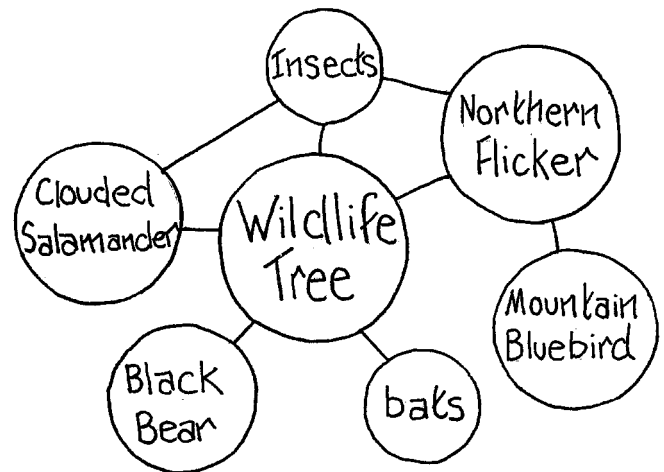 Insects
Northern
Flicker
Clouded
Salamander
Wildlife
Tree
Mountain
Bluebird
Black
Bear
bats